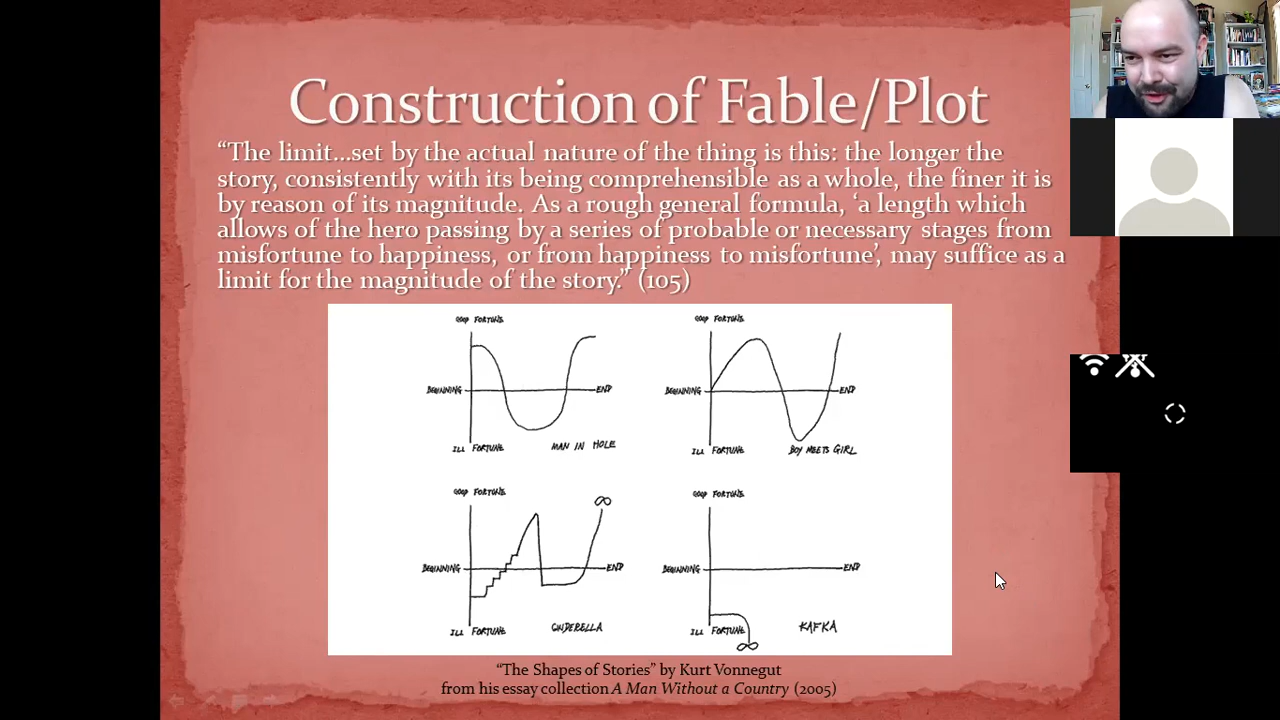 Construction of Fable/Plot
“The limit…set by the actual nature of the thing is this: the longer the
story, consistently with its being comprehensible as a whole, the finer it is
by reason of its magnitude. As a rough general formula, ‘a length which
allows of the hero passing by a series of probable or necessary stages from
misfortune to happiness, or from happiness to misfortune’, may suffice as a
limit for the magnitude of the story.” (105)
GOOD FORTUNE
BEGINNING
END
ILL FORTUNE
MAN IN HOLE
GOOD FORTUNE
BEGINNING
END
ILL FORTUNE
BOY MEETS GIRL
GOOD FORTUNE
∞
BEGINNING
END
ILL FORTUNE
CINDERELLA
GOOD FORTUNE
BEGINNING
END
ILL FORTUNE
∞
KAFKA
“The Shapes of Stories” by Kurt Vonnegut
from his essay collection A Man Without a Country (2005)